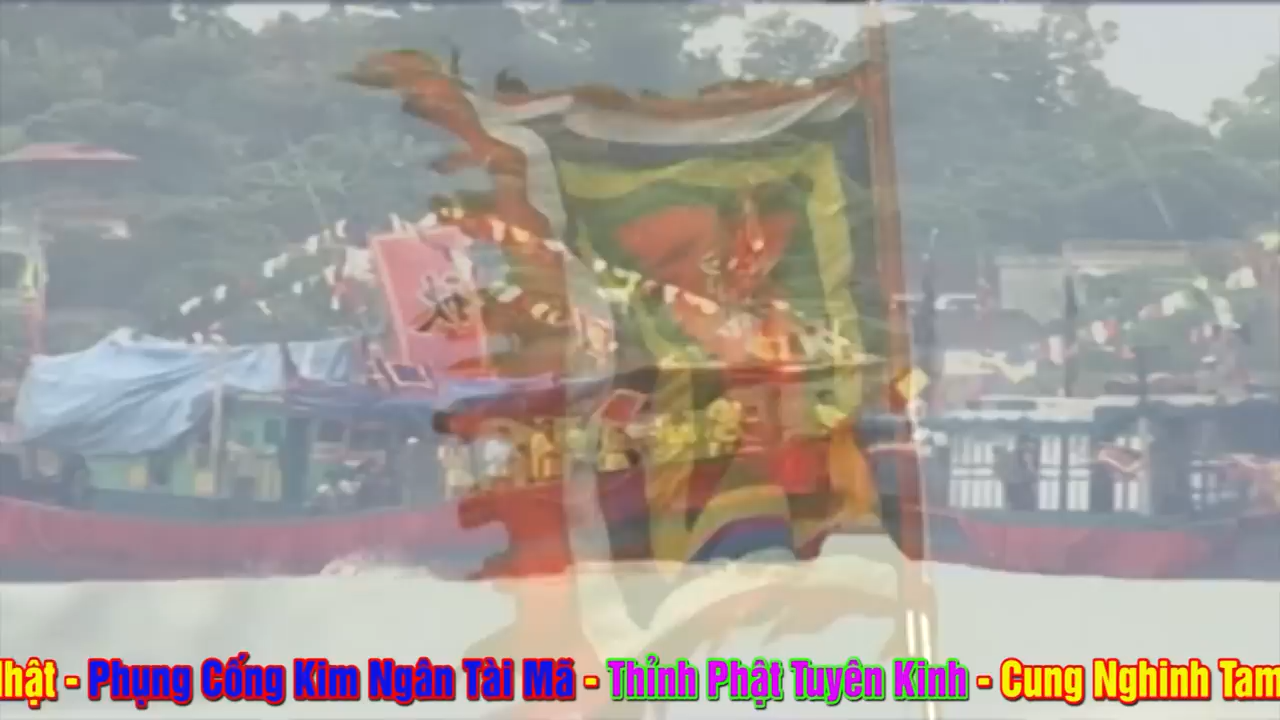 hật - Phụng Cống Kim Ngân Tài Mã - Thỉnh Phật Tuyên Kinh - Cung Nghinh Tam